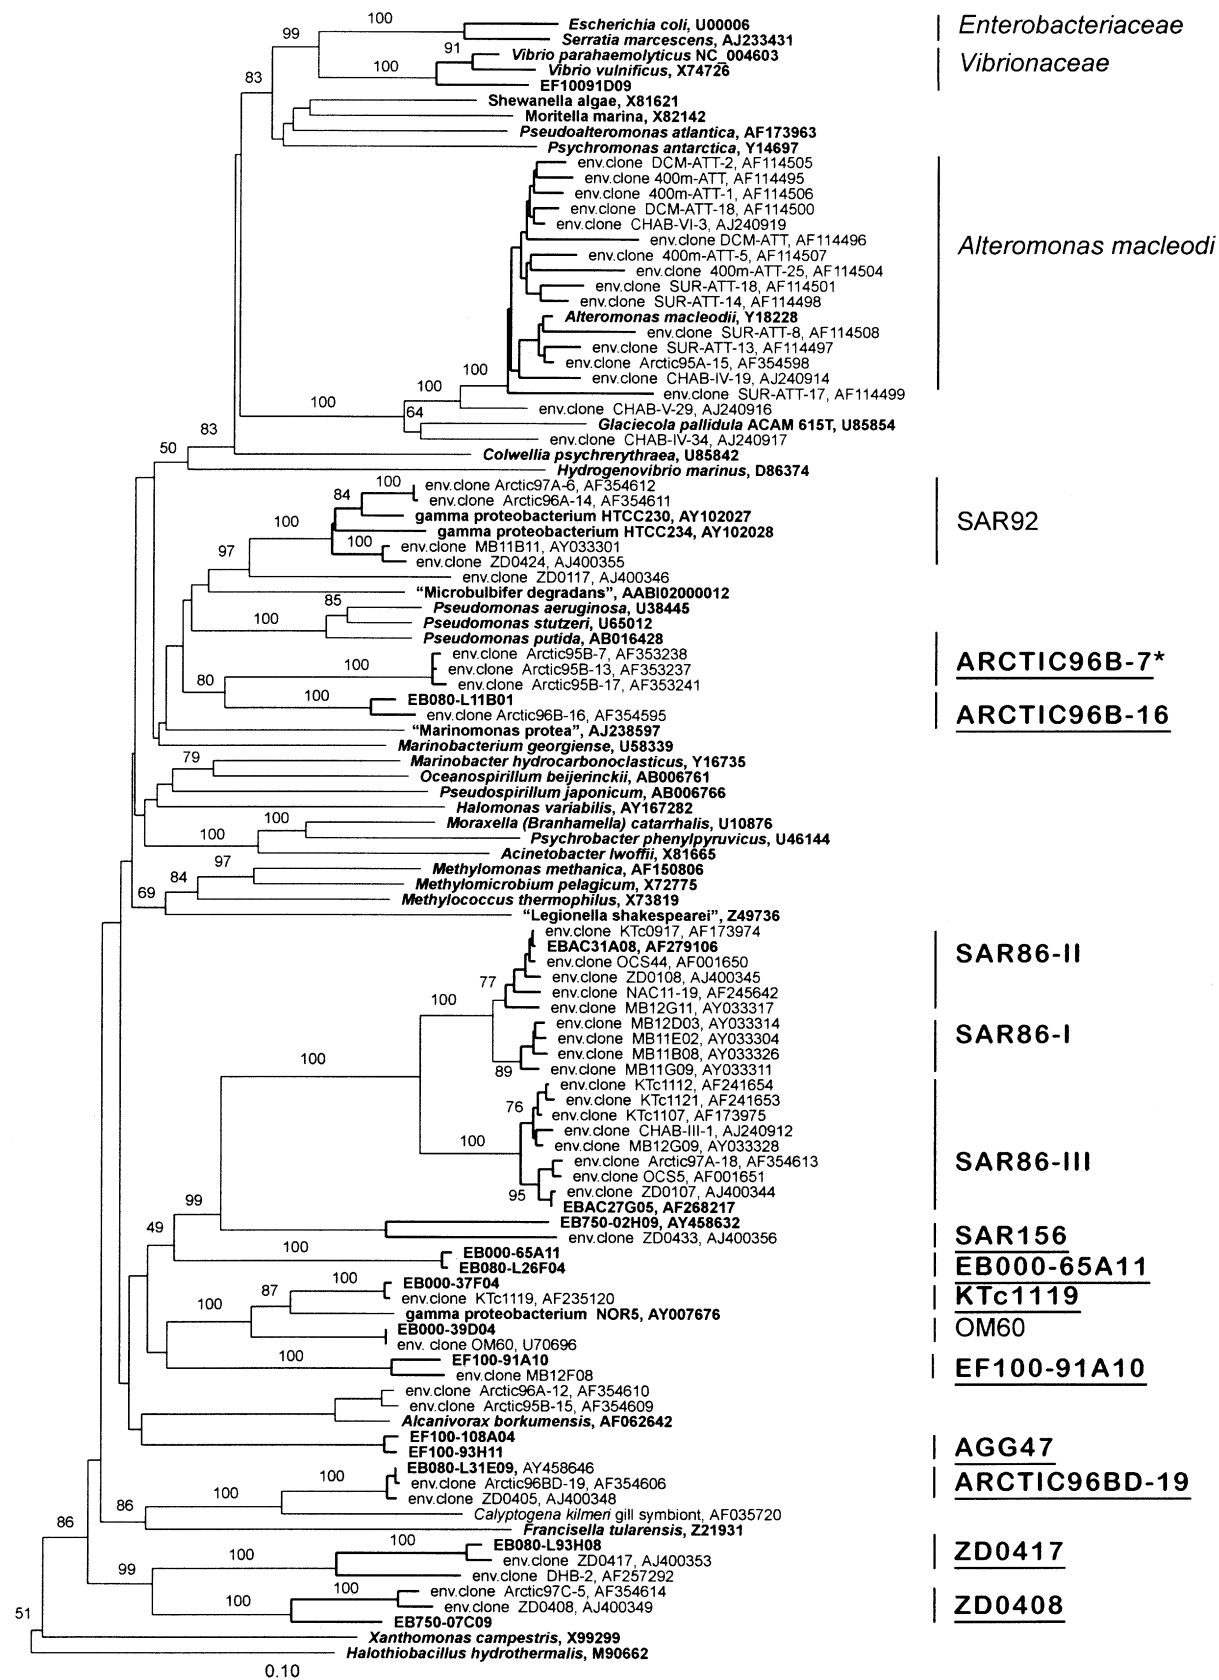 100
Escherichia coli, U00006
Enterobacteriaceae
99
Serratia marcescens, AJ233431
91
Vibrio parahaemolyticus NC_004603
Vibrionaceae
100
Vibrio vulnificus, X74726
83
EF10091D09
Shewanella algae, X81621
Moritella marina, X82142
Pseudoalteromonas atlantica, AF173963
Psychromonas antarctica, Y14697
env.clone DCM-ATT-2, AF114505
env.clone 400m-ATT, AF114495
env.clone 400m-ATT-1, AF114506
env.clone DCM-ATT-18, AF114500
env.clone CHAB-VI-3, AJ240919
env.clone DCM-ATT, AF114496
Alteromonas macleodi
env.clone 400m-ATT-5, AF114507
env.clone 400m-ATT-25, AF114504
env.clone SUR-ATT-18, AF114501
env.clone SUR-ATT-14, AF114498
Alteromonas macleodii, Y18228
env.clone SUR-ATT-8, AF114508
env.clone SUR-ATT-13, AF114497
env.clone Arctic95A-15, AF354598
100
env.clone CHAB-IV-19, AJ240914
100
env.clone SUR-ATT-17, AF114499
100
64
env.clone CHAB-V-29, AJ240916
Glaciecola pallidula ACAM 615T, U85854
83
env.clone CHAB-IV-34, AJ240917
50
Colwellia psychrerythraea, U85842
Hydrogenovibrio marinus, D86374
100
env.clone Arctic97A-6, AF354612
84
env.clone Arctic96A-14, AF354611
100
gamma proteobacterium HTCC230, AY102027
SAR92
gamma proteobacterium HTCC234, AY102028
100
env.clone MB11B11, AY033301
97
env.clone ZD0424, AJ400355
env.clone ZD0117, AJ400346
"Microbulbifer degradans", AABI02000012
85
Pseudomonas aeruginosa, U38445
100
Pseudomonas stutzeri, U65012
Pseudomonas putida, AB016428
100
env.clone Arctic95B-7, AF353238
ARCTIC96B-7*
env.clone Arctic95B-13, AF353237
80
env.clone Arctic95B-17, AF353241
100
EB080-L11B01
env.clone Arctic96B-16, AF354595
ARCTIC96B-16
"Marinomonas protea", AJ238597
Marinobacterium georgiense, U58339
79
Marinobacter hydrocarbonoclasticus, Y16735
Oceanospirillum beijerinckii, AB006761
Pseudospirillum japonicum, AB006766
Halomonas variabilis, AY167282
100
Moraxella (Branhamella) catarrhalis, U10876
100
Psychrobacter phenylpyruvicus, U46144
Acinetobacter lwoffii, X81665
97
Methylomonas methanica, AF150806
84
Methylomicrobium pelagicum, X72775
69
Methylococcus thermophilus, X73819
"Legionella shakespearei", Z49736
env.clone KTc0917, AF173974
EBAC31A08, AF279106
SAR86-II
env.clone OCS44, AF001650
77
env.clone ZD0108, AJ400345
env.clone NAC11-19, AF245642
100
env.clone MB12G11, AY033317
env.clone MB12D03, AY033314
SAR86-I
env.clone MB11E02, AY033304
100
env.clone MB11B08, AY033326
89
env.clone MB11G09, AY033311
env.clone KTc1112, AF241654
76
env.clone KTc1121, AF241653
env.clone KTc1107, AF173975
env.clone CHAB-III-1, AJ240912
100
env.clone MB12G09, AY033328
env.clone Arctic97A-18, AF354613
SAR86-III
env.clone OCS5, AF001651
95
env.clone ZD0107, AJ400344
99
EBAC27G05, AF268217
49
EB750-02H09, AY458632
env.clone ZD0433, AJ400356
SAR156
100
EB000-65A11
EB080-L26F04
EB000-65A11
100
EB000-37F04
87
env.clone KTc1119, AF235120
KTc1119
100
gamma proteobacterium NOR5, AY007676
EB000-39D04
OM60
env. clone OM60, U70696
100
EF100-91A10
env.clone MB12F08
EF100-91A10
env.clone Arctic96A-12, AF354610
env.clone Arctic95B-15, AF354609
Alcanivorax borkumensis, AF062642
EF100-108A04
EF100-93H11
AGG47
100
EB080-L31E09, AY458646
env.clone Arctic96BD-19, AF354606
ARCTIC96BD-19
100
env.clone ZD0405, AJ400348
86
Calyptogena kilmeri gill symbiont, AF035720
86
Francisella tularensis, Z21931
100
EB080-L93H08
ZD0417
100
env.clone ZD0417, AJ400353
99
env.clone DHB-2, AF257292
100
env.clone Arctic97C-5, AF354614
100
env.clone ZD0408, AJ400349
ZD0408
51
EB750-07C09
Xanthomonas campestris, X99299
Halothiobacillus hydrothermalis, M90662
0.10